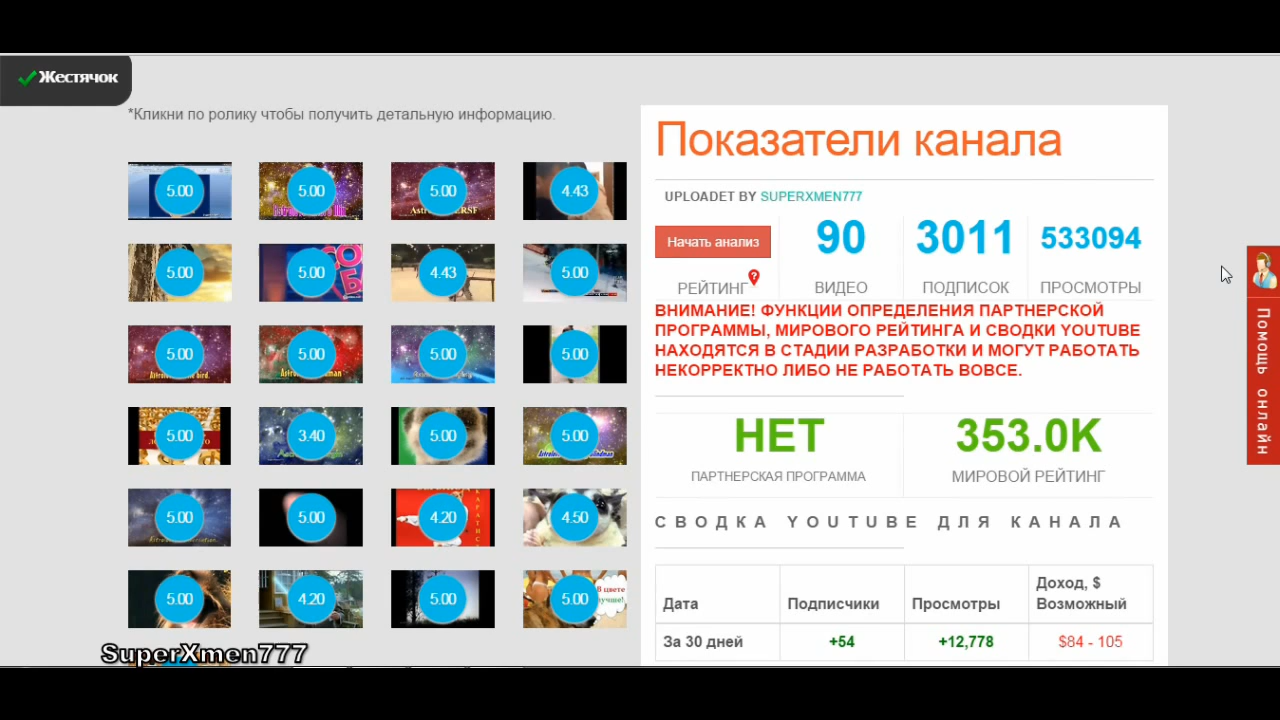 Жестячок
*Кликни по ролику чтобы получить детальную информацию.
5.00 5.00 5.00 4.43
5.00 5.00 4.43 5.00
5.00 5.00 5.00 5.00
5.00 3.40 5.00 5.00
5.00 5.00 4.20 4.50
5.00 4.20 5.00 5.00
SuperXmen777
Показатели канала
UPLOADET BY SUPERXMEN777
Начать анализ 90 3011 533094
РЕЙТИНГ ? ВИДЕО ПОДПИСОК ПРОСМОТРЫ
ВНИМАНИЕ! ФУНКЦИИ ОПРЕДЕЛЕНИЯ ПАРТНЕРСКОЙ
ПРОГРАММЫ, МИРОВОГО РЕЙТИНГА И СВОДКИ YOUTUBE
НАХОДЯТСЯ В СТАДИИ РАЗРАБОТКИ И МОГУТ РАБОТАТЬ
НЕКОРРЕКТНО ЛИБО НЕ РАБОТАТЬ ВОВСЕ.
НЕТ 353.0K
ПАРТНЕРСКАЯ ПРОГРАММА МИРОВОЙ РЕЙТИНГ
СВОДКА YOUTUBE ДЛЯ КАНАЛА
Дата Подписчики Просмотры Доход, $
Возможный
За 30 дней +54 +12,778 $84 - 105
Помощь онлайн